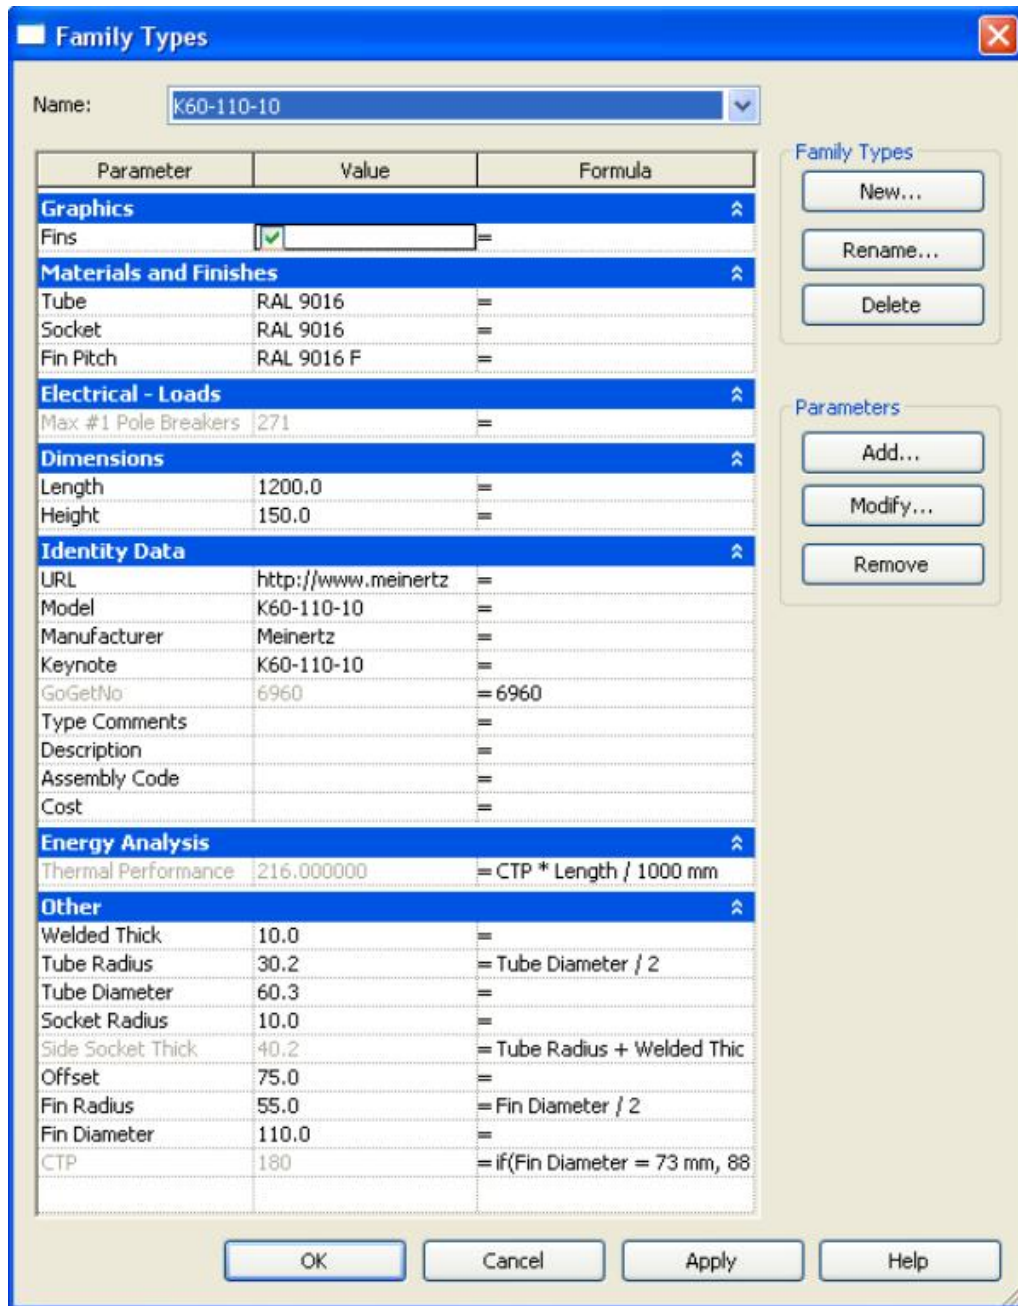 Family Types
Name: K60-110-10
Parameter Value Formula
Graphics
Fins =
Materials and Finishes
Tube RAL 9016 =
Socket RAL 9016 =
Fin Pitch RAL 9016 F =
Electrical - Loads
Max #1 Pole Breakers 271 =
Dimensions
Length 1200.0 =
Height 150.0 =
Identity Data
URL http://www.meinertz =
Model K60-110-10 =
Manufacturer Meinertz =
Keynote K60-110-10 =
GoGetNo 6960 = 6960
Type Comments =
Description =
Assembly Code =
Cost =
Energy Analysis
Thermal Performance 216.000000 = CTP * Length / 1000 mm
Other
Welded Thick 10.0 =
Tube Radius 30.2 = Tube Diameter / 2
Tube Diameter 60.3 =
Socket Radius 10.0 =
Side Socket Thick 40.2 = Tube Radius + Welded Thic
Offset 75.0 =
Fin Radius 55.0 = Fin Diameter / 2
Fin Diameter 110.0 =
CTP 180 = if(Fin Diameter = 73 mm, 88
Family Types
New...
Rename...
Delete
Parameters
Add...
Modify...
Remove
OK Cancel Apply Help